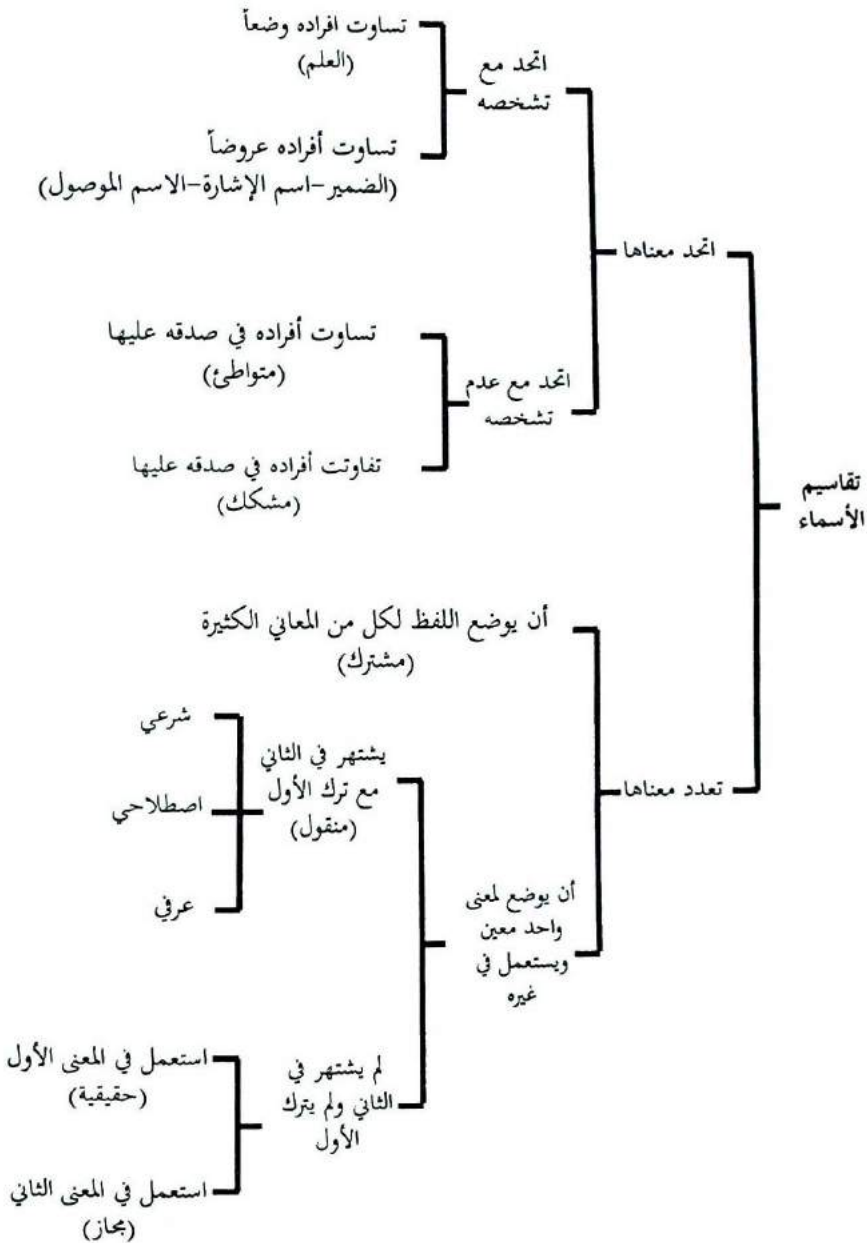 تقاسيم
الأسماء
اتحد معناها
اتحد مع
تشخصه
تساوت افراده وضعاً
(العلم)
تساوت أفراده عروضاً
(الضمير-اسم الإشارة-الاسم الموصول)
اتحد مع عدم
تشخصه
تساوت أفراده في صدقه عليها
(متواطئ)
تفاوتت أفراده في صدقه عليها
(مشكك)
تعدد معناها
أن يوضع اللفظ لكل من المعاني الكثيرة
(مشترك)
أن يوضع لمعنى
واحد معين
ويستعمل في
غيره
يشتهر في الثاني
مع ترك الأول
(منقول)
شرعي
اصطلاحي
عرفي
لم يشتهر في
الثاني ولم يترك
الأول
استعمل في المعنى الأول
(حقيقية)
استعمل في المعنى الثاني
(مجاز)